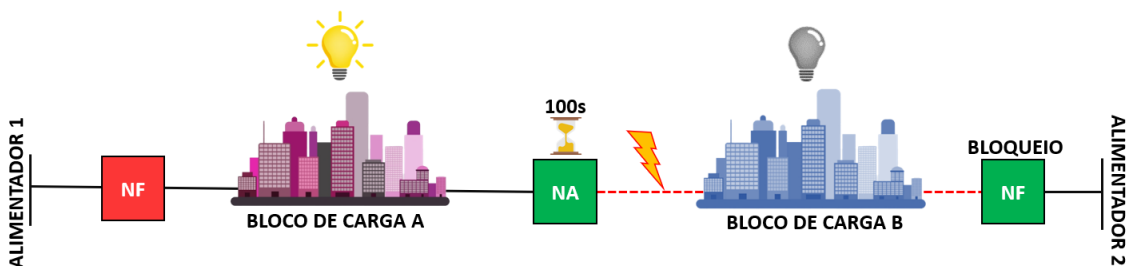 ALIMENTADOR 1
NF
BLOCO DE CARGA A
100s
NA
BLOCO DE CARGA B
BLOQUEIO
NF
ALIMENTADOR 2